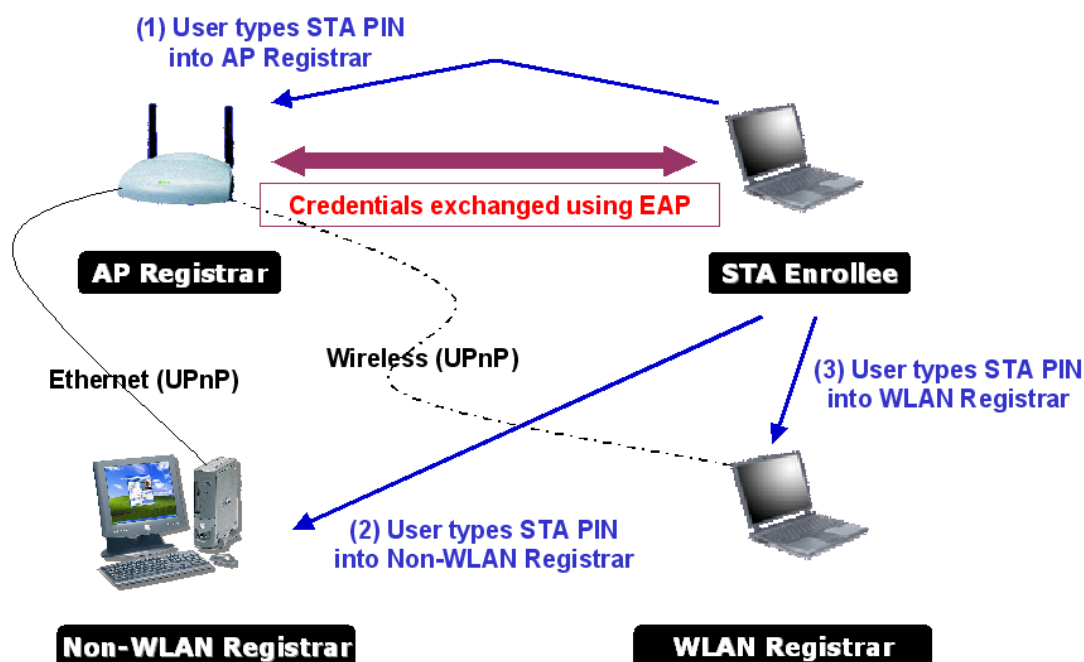 (1) User types STA PIN
into AP Registrar
Credentials exchanged using EAP
AP Registrar
STA Enrollee
Ethernet (UPnP)
Wireless (UPnP)
(3) User types STA PIN
into WLAN Registrar
(2) User types STA PIN
into Non-WLAN Registrar
Non-WLAN Registrar
WLAN Registrar